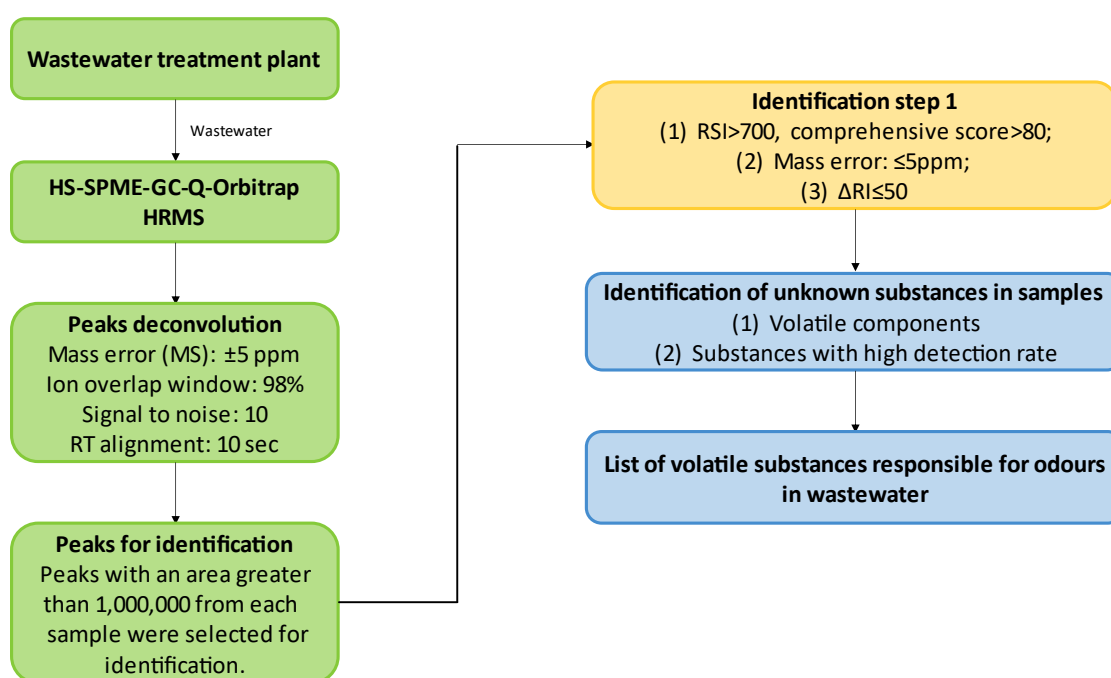 Wastewater treatment plant
Wastewater
HS-SPME-GC-Q-Orbitrap
HRMS
Peaks deconvolution
Mass error (MS): ±5 ppm
Ion overlap window: 98%
Signal to noise: 10
RT alignment: 10 sec
Peaks for identification
Peaks with an area greater
than 1,000,000 from each
sample were selected for
identification.
Identification step 1
(1) RSI>700, comprehensive score>80;
(2) Mass error: ≤5ppm;
(3) ΔRI≤50
Identification of unknown substances in samples
(1) Volatile components
(2) Substances with high detection rate
List of volatile substances responsible for odours
in wastewater